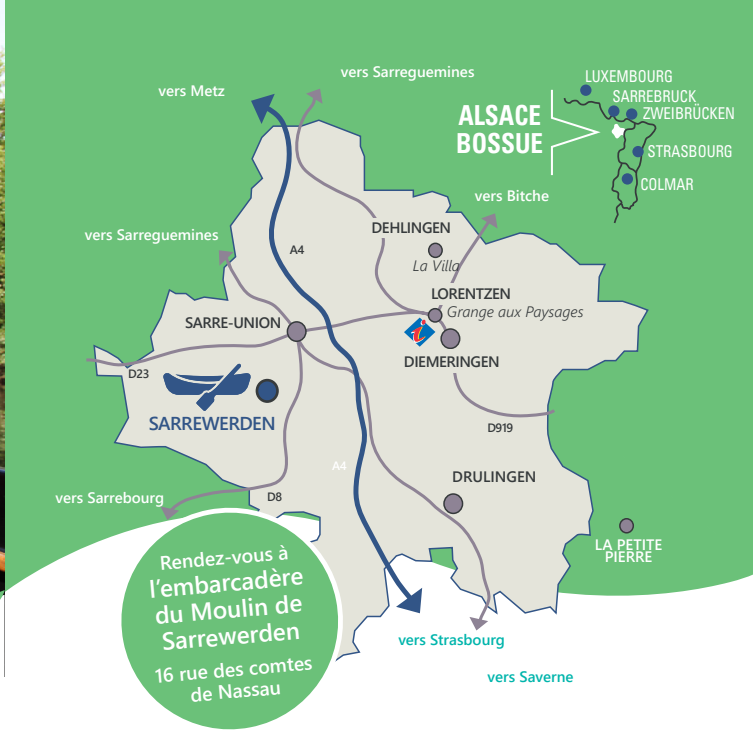 vers Metz
vers Sarreguemines
LUXEMBOURG
SARREBRUCK
ZWEIBRÜCKEN
ALSACE
BOSSUE
STRASBOURG
COLMAR
vers Bitche
vers Sarreguemines
A4
DEHLINGEN
La Villa
LORENTZEN
Grange aux Paysages
i
SARRE-UNION
DIEMERINGEN
D23
SARREWERDEN
D919
A4
DRULINGEN
vers Sarrebourg
D8
LA PETITE
PIERRE
Rendez-vous à
l'embarcadère
du Moulin de
Sarrewerden
16 rue des comtes
de Nassau
vers Strasbourg
vers Saverne